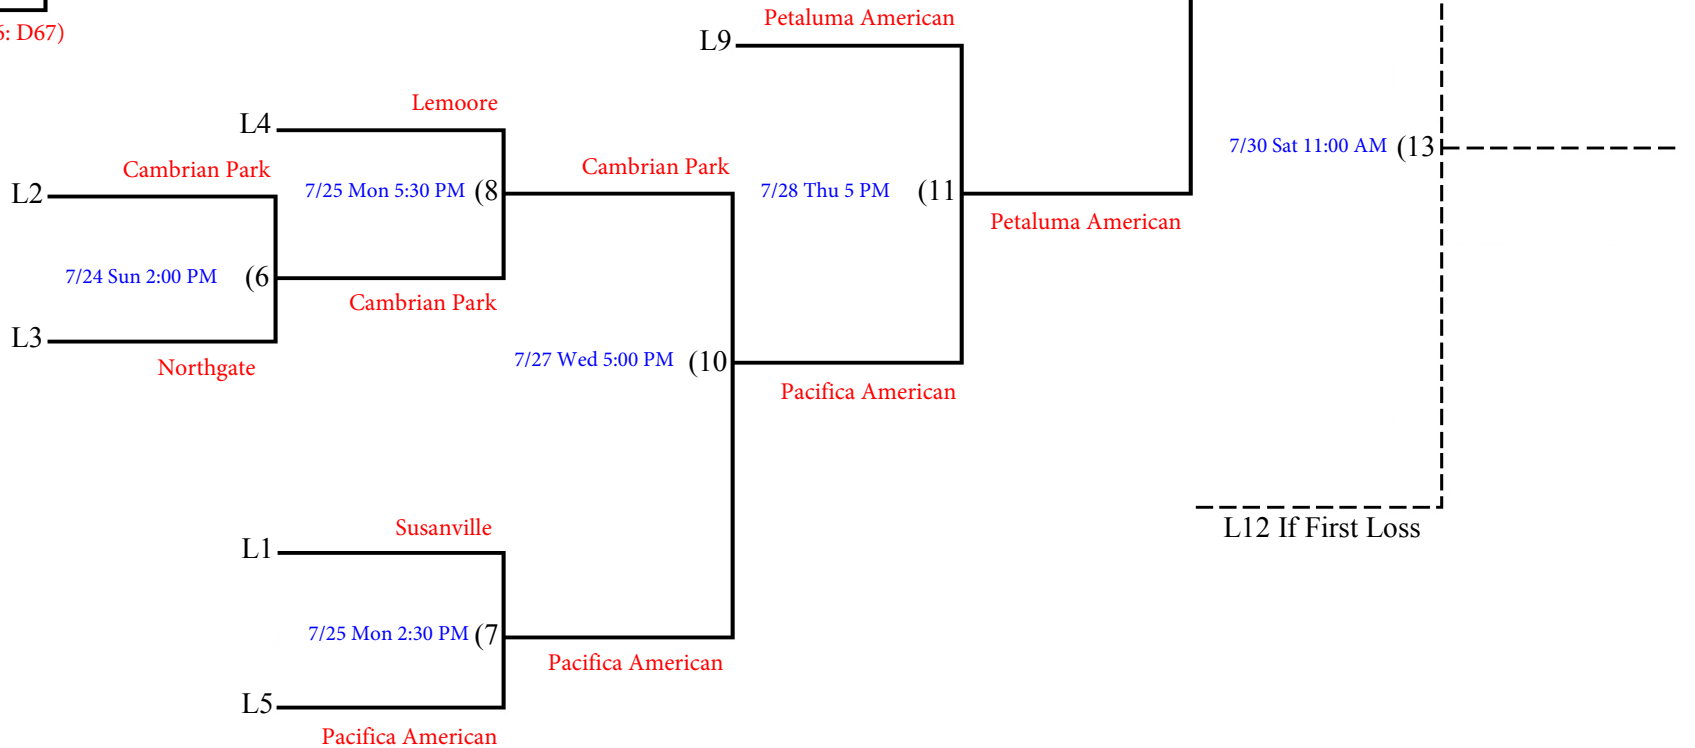 6: D67)
Petaluma American
L9
Lemoore
L4
7/30 Sat 11:00 AM (13
Cambrian Park
Cambrian Park
L2
7/25 Mon 5:30 PM (8
7/28 Thu 5 PM (11
Petaluma American
7/24 Sun 2:00 PM (6
Cambrian Park
L3
Northgate
7/27 Wed 5:00 PM (10
Pacifica American
Susanville
L12 If First Loss
L1
7/25 Mon 2:30 PM (7
Pacifica American
L5
Pacifica American